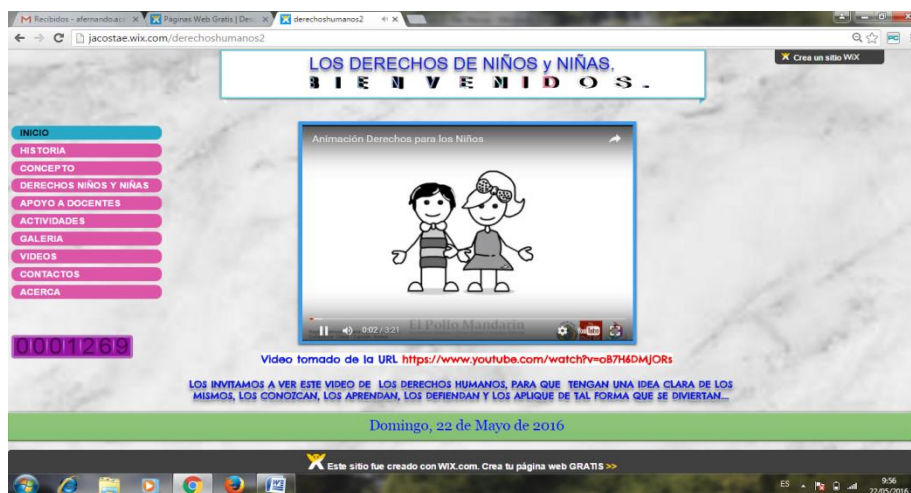 Recibidos - afernando.aco
Páginas Web Gratis | Des
derechoshumanos2
jacostae.wix.com/derechoshumanos2
LOS DERECHOS DE NIÑOS y NIÑAS.
BIENVENIDOS.
Crea un sitio WiX
INICIO
HISTORIA
CONCEPTO
DERECHOS NIÑOS Y NIÑAS
APOYO A DOCENTES
ACTIVIDADES
GALERIA
VIDEOS
CONTACTOS
ACERCA
0001269
Animación Derechos para los Niños
El Pollo Mandarin
0:02 / 3:21
YouTube
Video tomado de la URL https://www.youtube.com/watch?v=oB7H6DMjORs
LOS INVITAMOS A VER ESTE VIDEO DE LOS DERECHOS HUMANOS, PARA QUE TENGAN UNA IDEA CLARA DE LOS
MISMOS, LOS CONOZCAN, LOS APRENDAN, LOS DEFIENDAN Y LOS APLIQUE DE TAL FORMA QUE SE DIVIERTAN...
Domingo, 22 de Mayo de 2016
Este sitio fue creado con WIX.com. Crea tu página web GRATIS >>
ES
9:56
22/05/2016